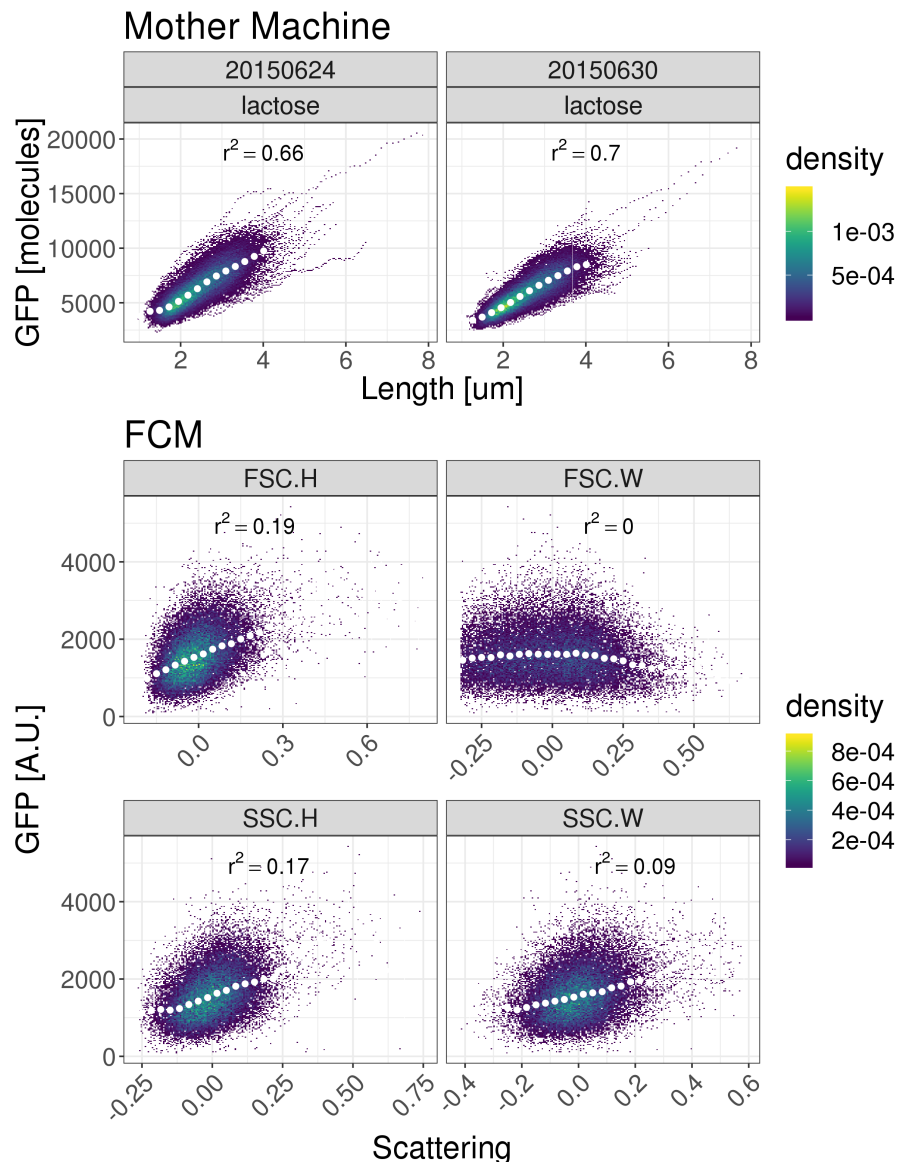 Mother Machine
20150624 20150630
lactose lactose
GFP [molecules]
20000
15000
10000
5000
r² = 0.66
r² = 0.7
2 4 6 8 2 4 6 8
Length [um]
density
1e-03
5e-04
FCM
FSC.H FSC.W
GFP [A.U.]
4000
2000
0
r² = 0.19
r² = 0
0.0 0.3 0.6 -0.25 0.00 0.25 0.50
SSC.H SSC.W
4000
2000
0
r² = 0.17
r² = 0.09
-0.25 0.00 0.25 0.50 0.75 -0.4 -0.2 0.0 0.2 0.4 0.6
Scattering
density
8e-04
6e-04
4e-04
2e-04